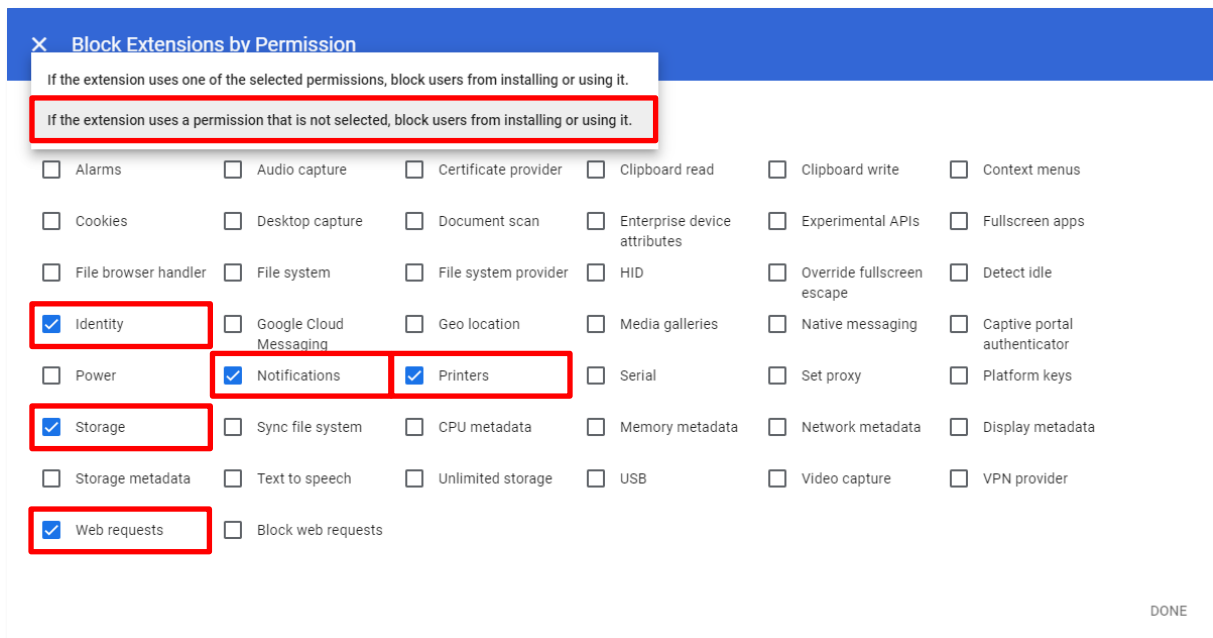 Block Extensions by Permission
If the extension uses one of the selected permissions, block users from installing or using it.
If the extension uses a permission that is not selected, block users from installing or using it.
Alarms
Audio capture
Certificate provider
Clipboard read
Clipboard write
Context menus
Cookies
Desktop capture
Document scan
Enterprise device
attributes
Experimental APIs
Fullscreen apps
File browser handler
File system
File system provider
HID
Override fullscreen
escape
Detect idle
Identity
Google Cloud
Messaging
Geo location
Media galleries
Native messaging
Captive portal
authenticator
Power
Notifications
Printers
Serial
Set proxy
Platform keys
Storage
Sync file system
CPU metadata
Memory metadata
Network metadata
Display metadata
Storage metadata
Text to speech
Unlimited storage
USB
Video capture
VPN provider
Web requests
Block web requests
DONE